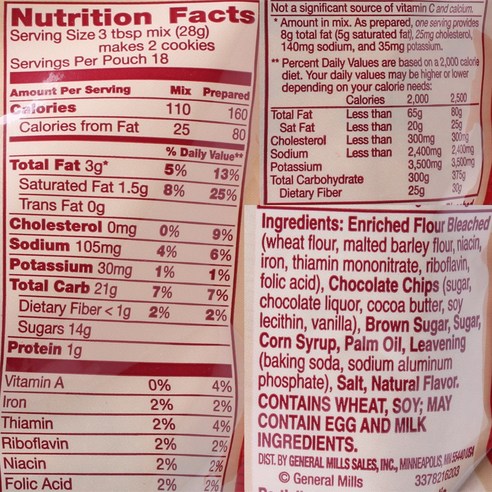 Nutrition Facts
Serving Size 3 tbsp mix (28g)
makes 2 cookies
Servings Per Pouch 18
Amount Per Serving Mix Prepared
Calories 110 160
Calories from Fat 25 80
% Daily Value**
Total Fat 3g* 5% 13%
Saturated Fat 1.5g 8% 25%
Trans Fat 0g
Cholesterol 0mg 0% 9%
Sodium 105mg 4% 6%
Potassium 30mg 1% 1%
Total Carb 21g 7% 7%
Dietary Fiber < 1g 2% 2%
Sugars 14g
Protein 1g
Vitamin A 0% 4%
Iron 2% 2%
Thiamin 2% 4%
Riboflavin 2% 2%
Niacin 2% 2%
Folic Acid 2% 2%
Not a significant source of vitamin C and calcium.
* Amount in mix. As prepared, one serving provides
8g total fat (5g saturated fat), 25mg cholesterol,
140mg sodium, and 35mg potassium.
** Percent Daily Values are based on a 2,000 calorie
diet. Your daily values may be higher or lower
depending on your calorie needs:
Calories 2,000 2,500
Total Fat Less than 65g 80g
Sat Fat Less than 20g 25g
Cholesterol Less than 300mg 300mg
Sodium Less than 2,400mg 2,400mg
Potassium 3,500mg 3,500mg
Total Carbohydrate 300g 375g
Dietary Fiber 25g 30g
Ingredients: Enriched Flour Bleached
(wheat flour, malted barley flour, niacin,
iron, thiamin mononitrate, riboflavin,
folic acid), Chocolate Chips (sugar,
chocolate liquor, cocoa butter, soy
lecithin, vanilla), Brown Sugar, Sugar,
Corn Syrup, Palm Oil, Leavening
(baking soda, sodium aluminum
phosphate), Salt, Natural Flavor.
CONTAINS WHEAT, SOY; MAY
CONTAIN EGG AND MILK
INGREDIENTS.
DIST. BY GENERAL MILLS SALES, INC., MINNEAPOLIS, MN 55440 USA
© General Mills 3378216203